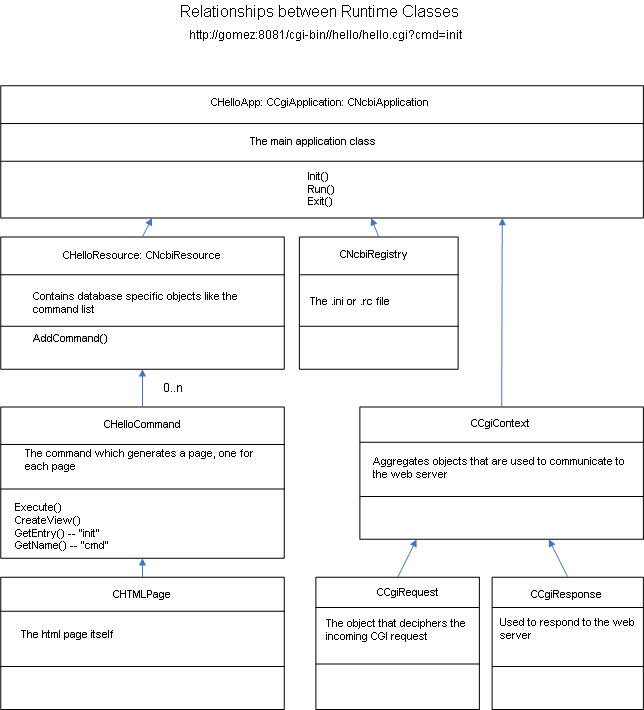 Relationships between Runtime Classes
http://gomez:8081/cgi-bin//hello/hello.cgi?cmd=init
CHelloApp: CCgiApplication: CNcbiApplication
The main application class
Init()
Run()
Exit()
CHelloResource: CNcbiResource
Contains database specific objects like the
command list
AddCommand()
CNcbiRegistry
The .ini or .rc file
0..n
CHelloCommand
The command which generates a page, one for
each page
Execute()
CreateView()
GetEntry() -- "init"
GetName() -- "cmd"
CCgiContext
Aggregates objects that are used to communicate to
the web server
CHTMLPage
The html page itself
CCgiRequest
The object that deciphers the
incoming CGI request
CCgiResponse
Used to respond to the web
server